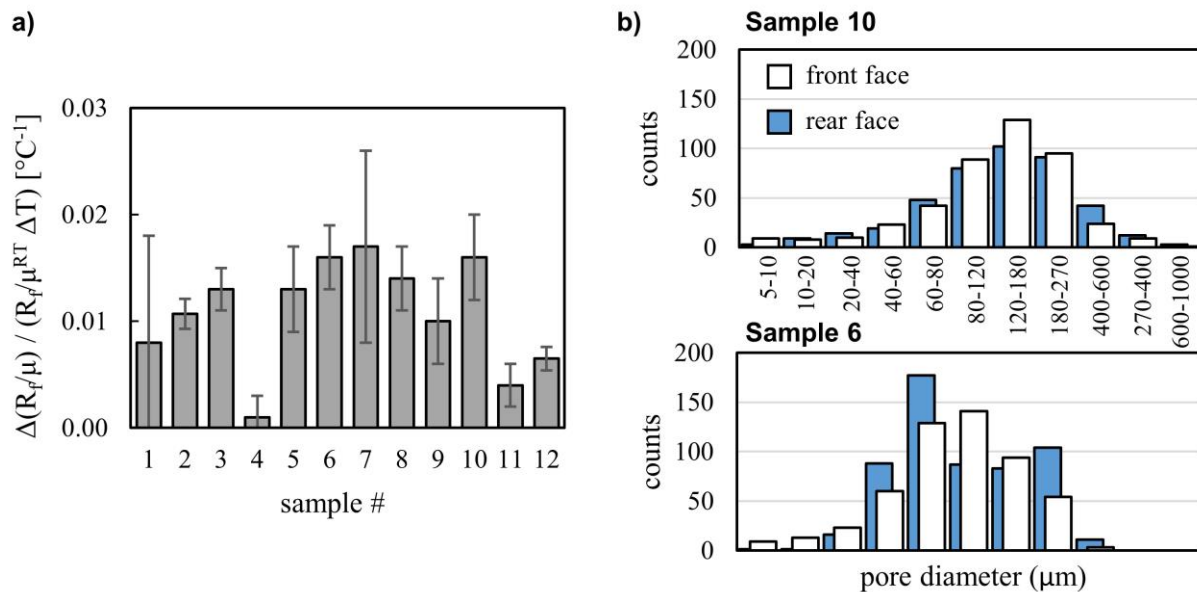 a)
Δ(Rf/μ) / (Rf/μRT ΔT) [°C-1]
0.03
0.02
0.01
0.00
1 2 3 4 5 6 7 8 9 10 11 12
sample #
b)
Sample 10
front face
rear face
counts
200
150
100
50
0
5-10
10-20
20-40
40-60
60-80
80-120
120-180
180-270
400-600
270-400
600-1000
Sample 6
counts
200
150
100
50
0
pore diameter (μm)